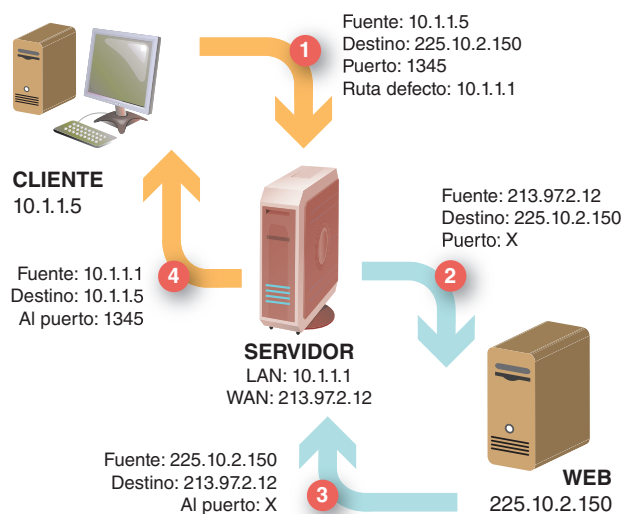 1
Fuente: 10.1.1.5
Destino: 225.10.2.150
Puerto: 1345
Ruta defecto: 10.1.1.1
CLIENTE
10.1.1.5
Fuente: 213.97.2.12
Destino: 225.10.2.150
Puerto: X
2
Fuente: 10.1.1.1
Destino: 10.1.1.5
Al puerto: 1345
4
SERVIDOR
LAN: 10.1.1.1
WAN: 213.97.2.12
Fuente: 225.10.2.150
Destino: 213.97.2.12
Al puerto: X
3
WEB
225.10.2.150